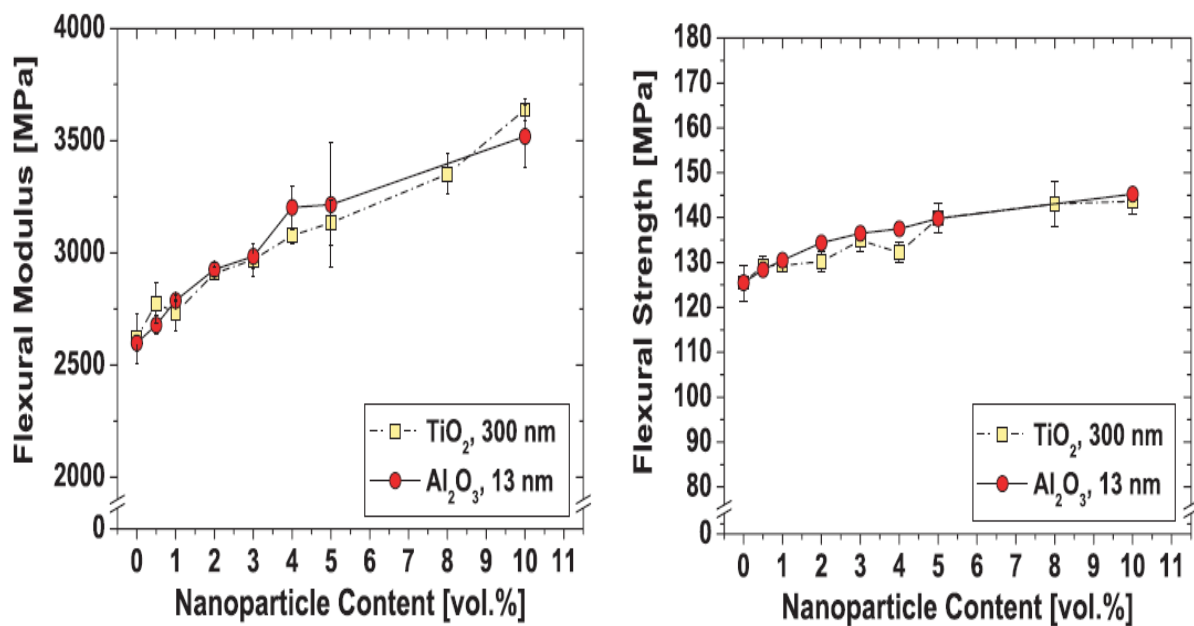 Flexural Modulus [MPa]
4000
3500
3000
2500
2000
0
0 1 2 3 4 5 6 7 8 9 10 11
Nanoparticle Content [vol.%]
TiO₂, 300 nm
Al₂O₃, 13 nm
Flexural Strength [MPa]
180
170
160
150
140
130
120
110
100
90
80
0
0 1 2 3 4 5 6 7 8 9 10 11
Nanoparticle Content [vol.%]
TiO₂, 300 nm
Al₂O₃, 13 nm